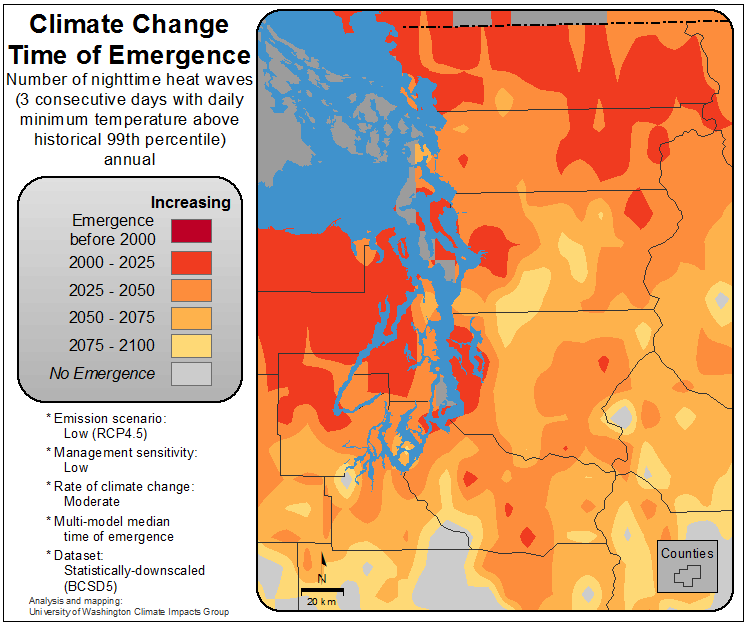 Climate Change
Time of Emergence
Number of nighttime heat waves
(3 consecutive days with daily
minimum temperature above
historical 99th percentile)
annual
Increasing
Emergence
before 2000
2000 - 2025
2025 - 2050
2050 - 2075
2075 - 2100
No Emergence
* Emission scenario:
Low (RCP4.5)
* Management sensitivity:
Low
* Rate of climate change:
Moderate
* Multi-model median
time of emergence
* Dataset:
Statistically-downscaled
(BCSD5)
Analysis and mapping:
University of Washington Climate Impacts Group
N
20 km
Counties